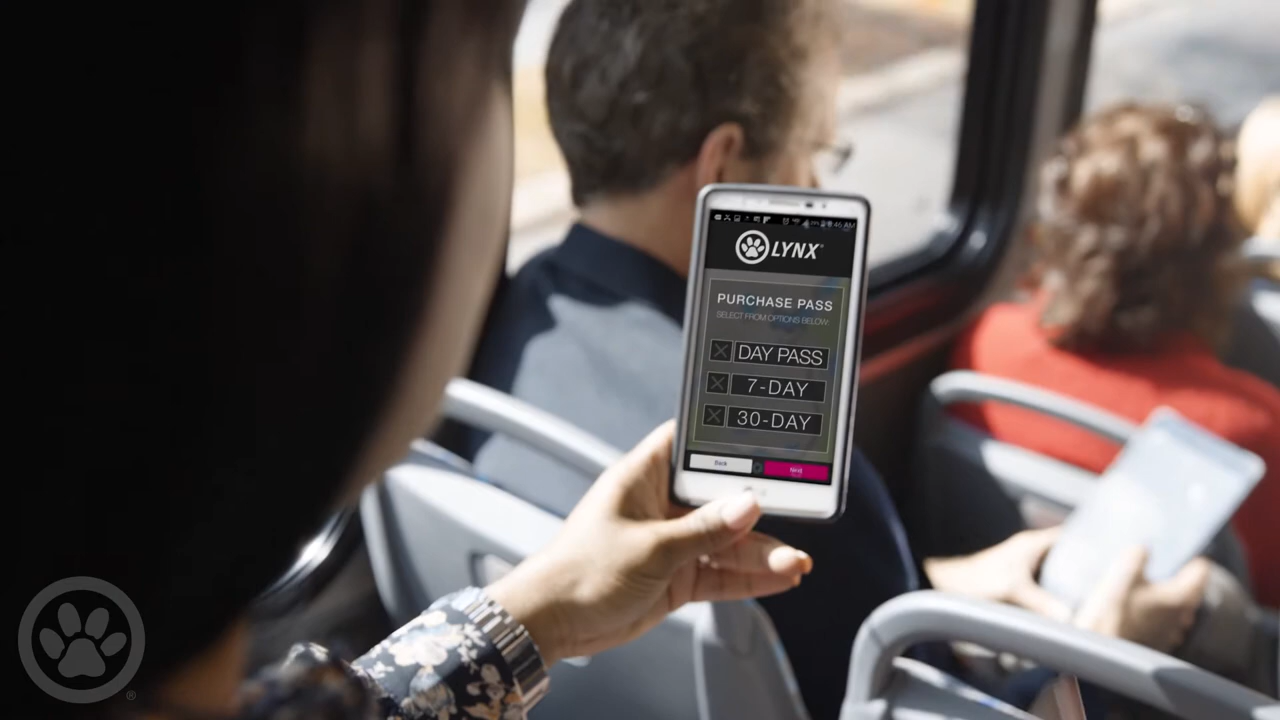 LYNX
PURCHASE PASS
SELECT FROM OPTIONS BELOW:
DAY PASS
7-DAY
30-DAY
Back
Next
®